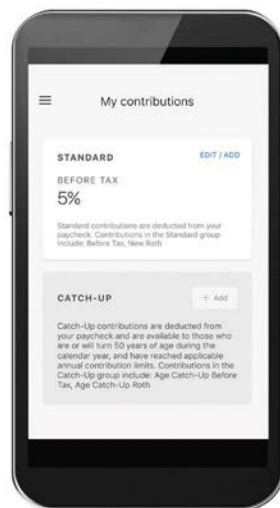 My contributions
STANDARD EDIT / ADD
BEFORE TAX
5%
Standard contributions are deducted from your
paycheck. Contributions in the Standard group
include: Before Tax, New Roth
CATCH-UP + Add
Catch-Up contributions are deducted from
your paycheck and are available to those who
are or will turn 50 years of age during the
calendar year, and have reached applicable
annual contribution limits. Contributions in the
Catch-Up group include: Age Catch-Up Before
Tax, Age Catch-Up Roth